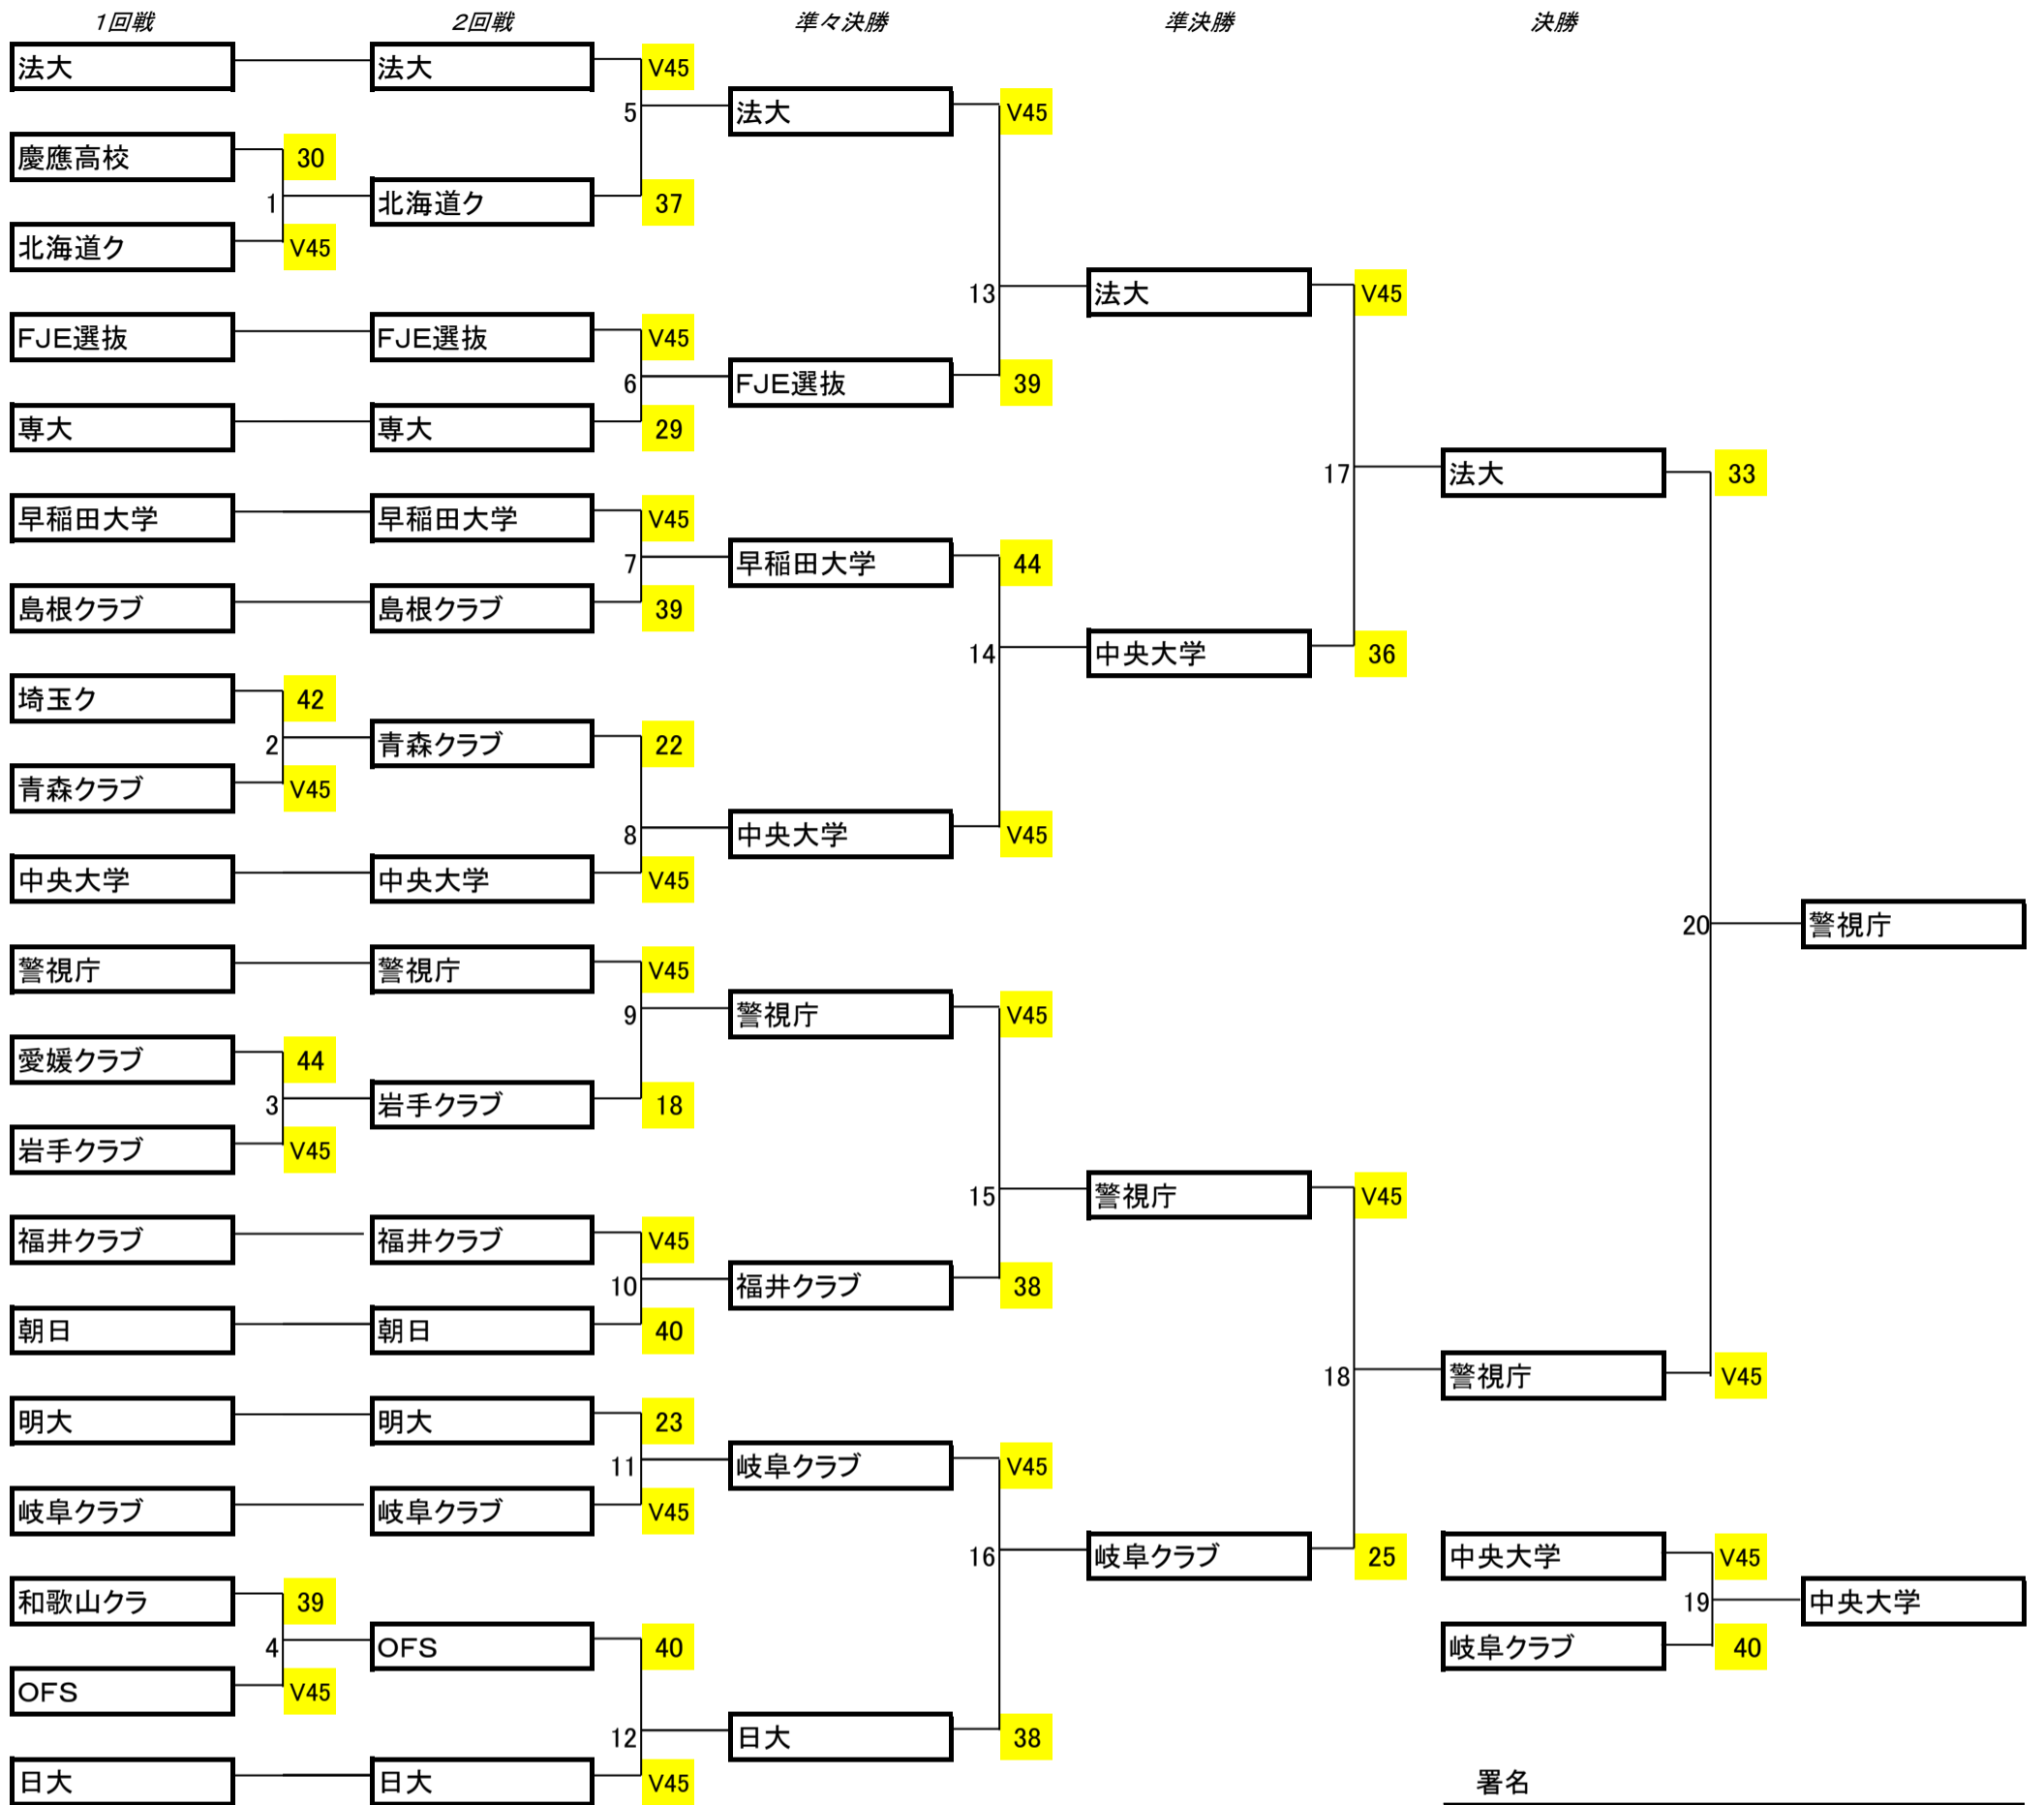 1回戦 2回戦 準々決勝 準決勝 決勝
法大 法大 V45
5 法大 V45
慶應高校 30
1 北海道ク 37
北海道ク V45
13 法大 V45
FJE選抜 FJE選抜 V45
6 FJE選抜 39
専大 専大 29
17 法大 33
早稲田大学 早稲田大学 V45
7 早稲田大学 44
島根クラブ 島根クラブ 39
14 中央大学 36
埼玉ク 42
2 青森クラブ 22
青森クラブ V45
8 中央大学 V45
中央大学 中央大学 V45
20 警視庁
警視庁 警視庁 V45
9 警視庁 V45
愛媛クラブ 44
3 岩手クラブ 18
岩手クラブ V45
15 警視庁 V45
福井クラブ 福井クラブ V45
10 福井クラブ 38
朝日 朝日 40
18 警視庁 V45
明大 明大 23
11 岐阜クラブ V45
岐阜クラブ 岐阜クラブ V45
16 岐阜クラブ 25 中央大学 V45
和歌山クラ 39
19 中央大学
4 OFS 40 岐阜クラブ 40
OFS V45
12 日大 38
日大 日大 V45 署名